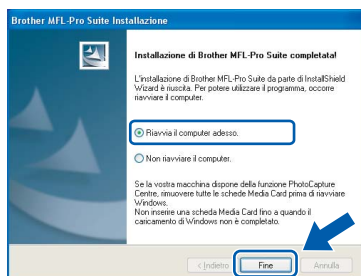 Brother MFL-Pro Suite Installazione
Installazione di Brother MFL-Pro Suite completata!
L'installazione di Brother MFL-Pro Suite da parte di InstallShield
Wizard è riuscita. Per potere utilizzare il programma, occorre
riavviare il computer.
Riavvia il computer adesso.
Non riavviare il computer.
Se la vostra macchina dispone della funzione PhotoCapture
Centre, rimuovere tutte le schede Media Card prima di riavviare
Windows.
Non inserire una scheda Media Card fino a quando il
caricamento di Windows non è completato.
< Indietro
Fine
Annulla